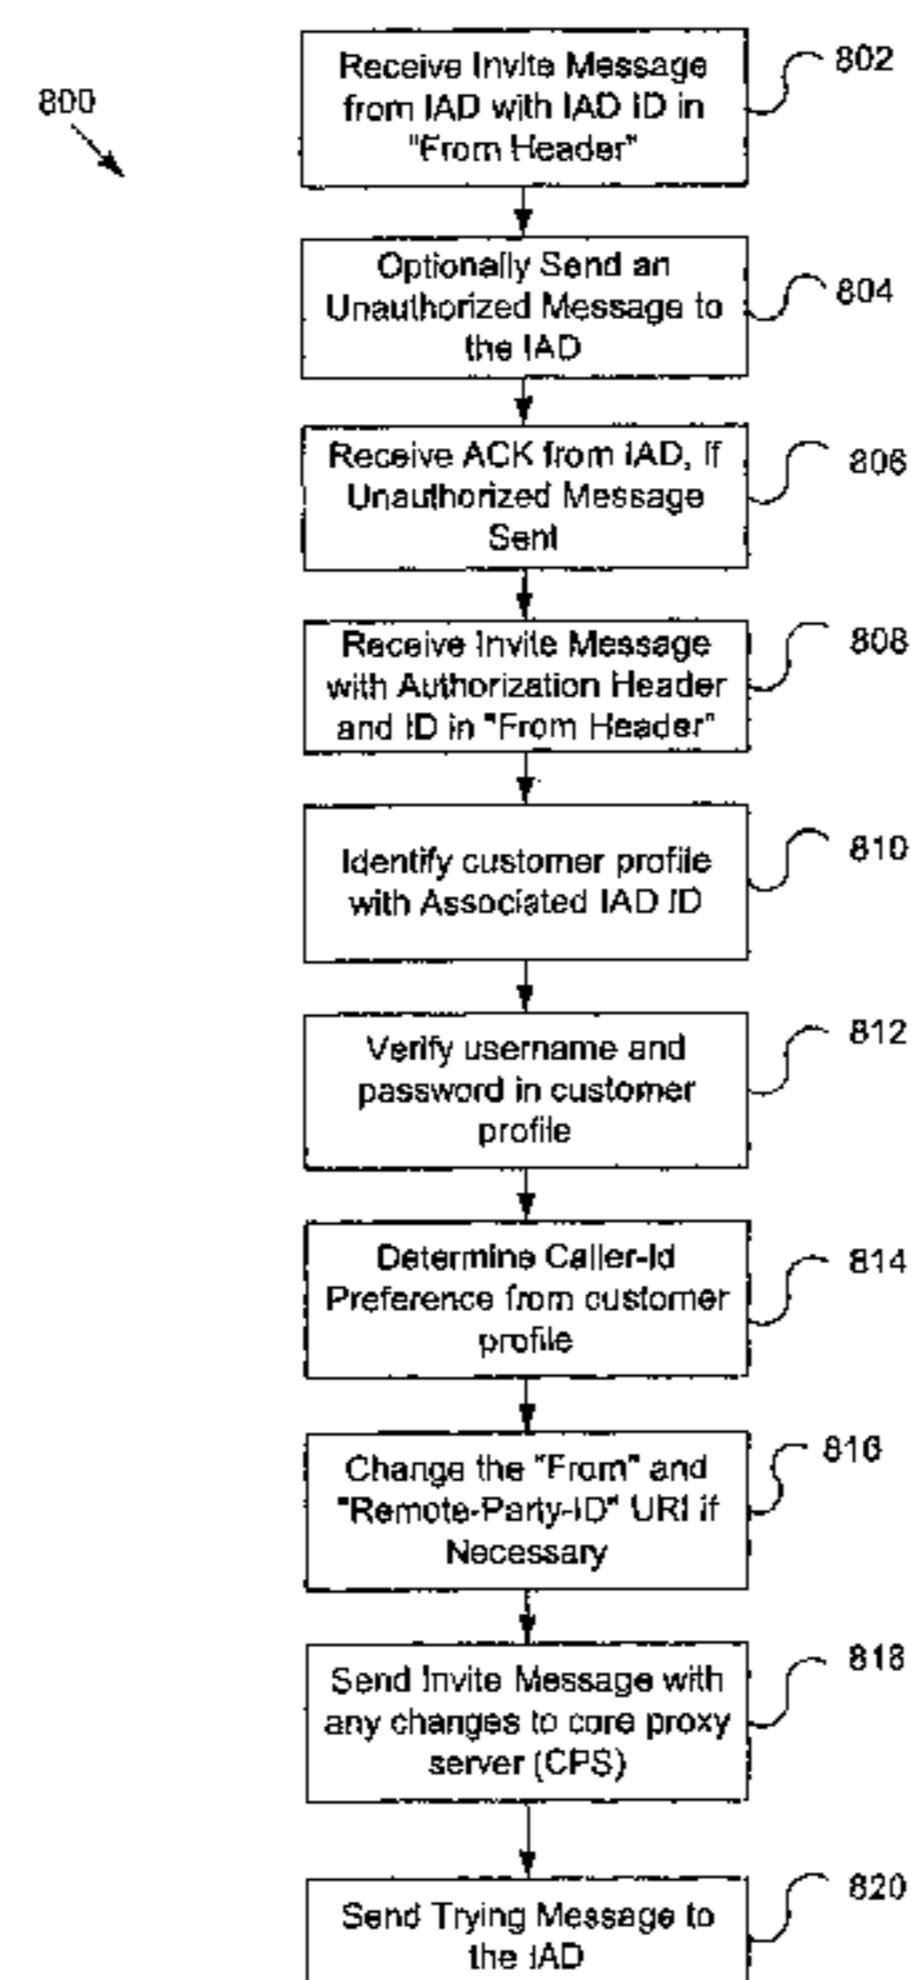 800
Receive Invite Message
from IAD with IAD ID in
"From Header"
802
Optionally Send an
Unauthorized Message to
the IAD
804
Receive ACK from IAD, If
Unauthorized Message
Sent
806
Receive Invite Message
with Authorization Header
and ID in "From Header"
808
Identify customer profile
with Associated IAD ID
810
Verify username and
password in customer
profile
812
Determine Caller-Id
Preference from customer
profile
814
Change the "From" and
"Remote-Party-ID" URI if
Necessary
816
Send Invite Message with
any changes to core proxy
server (CPS)
818
Send Trying Message to
the IAD
820